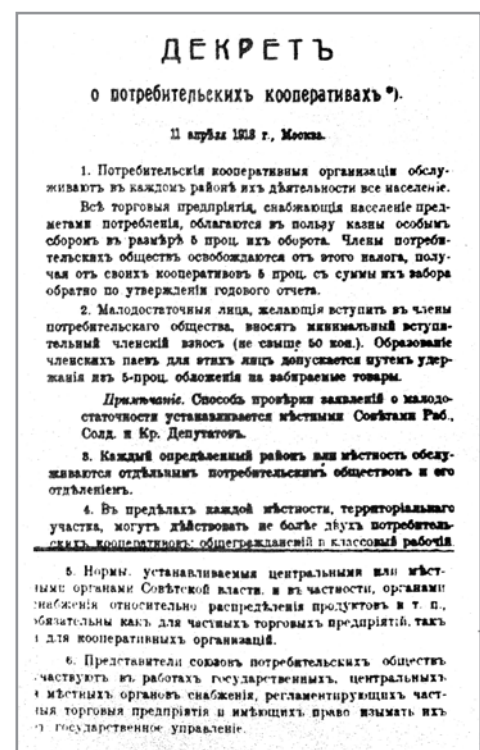 ДЕКРЕТЪ
о потребительскихъ кооперативахъ *).
11 апрѣля 1918 г., Москва.
1. Потребительскія кооперативныя организаціи обслу-
живаютъ въ каждомъ районѣ ихъ дѣятельности все населеніе.
Всѣ торговыя предпріятія, снабжающія населеніе пред-
метами потребленія, облагаются въ пользу казны особымъ
сборомъ въ размѣрѣ 5 проц. ихъ оборота. Члены потреби-
тельскихъ обществъ освобождаются отъ этого налога, полу-
чая отъ своихъ кооперативовъ 5 проц. съ суммы ихъ забора
обратно по утвержденіи годового отчета.
2. Малодостаточныя лица, желающія вступить въ члены
потребительскаго общества, вносятъ минимальный вступи-
тельный членскій взносъ (не свыше 50 коп.). Образованіе
членскихъ паевъ для этихъ лицъ допускается путемъ удер-
жанія изъ 5-проц. обложенія на забираемые товары.
Примѣчаніе. Способъ провѣрки заявленій о малодо-
статочности устанавливается мѣстными Совѣтами Раб.,
Солд. и Кр. Депутатовъ.
3. Каждый опредѣленный районъ или мѣстность обслу-
живаются отдѣльнымъ потребительскимъ обществомъ и его
отдѣленіемъ.
4. Въ предѣлахъ каждой мѣстности, территоріальнаго
участка, могутъ дѣйствовать не болѣе двухъ потребитель-
скихъ кооперативовъ: общегражданскій и классовый рабочій.
5. Нормы, устанавливаемыя центральными или мѣст-
ными органами Совѣтской власти, и въ частности, органами
снабженія относительно распредѣленія продуктовъ и т. п.,
обязательны какъ для частныхъ торговыхъ предпріятій, такъ
и для кооперативныхъ организацій.
6. Представители союзовъ потребительскихъ обществъ
участвуютъ въ работахъ государственныхъ, центральныхъ
и мѣстныхъ органовъ снабженія, регламентирующихъ част-
ныя торговыя предпріятія и имѣющихъ право изымать ихъ
въ государственное управленіе.